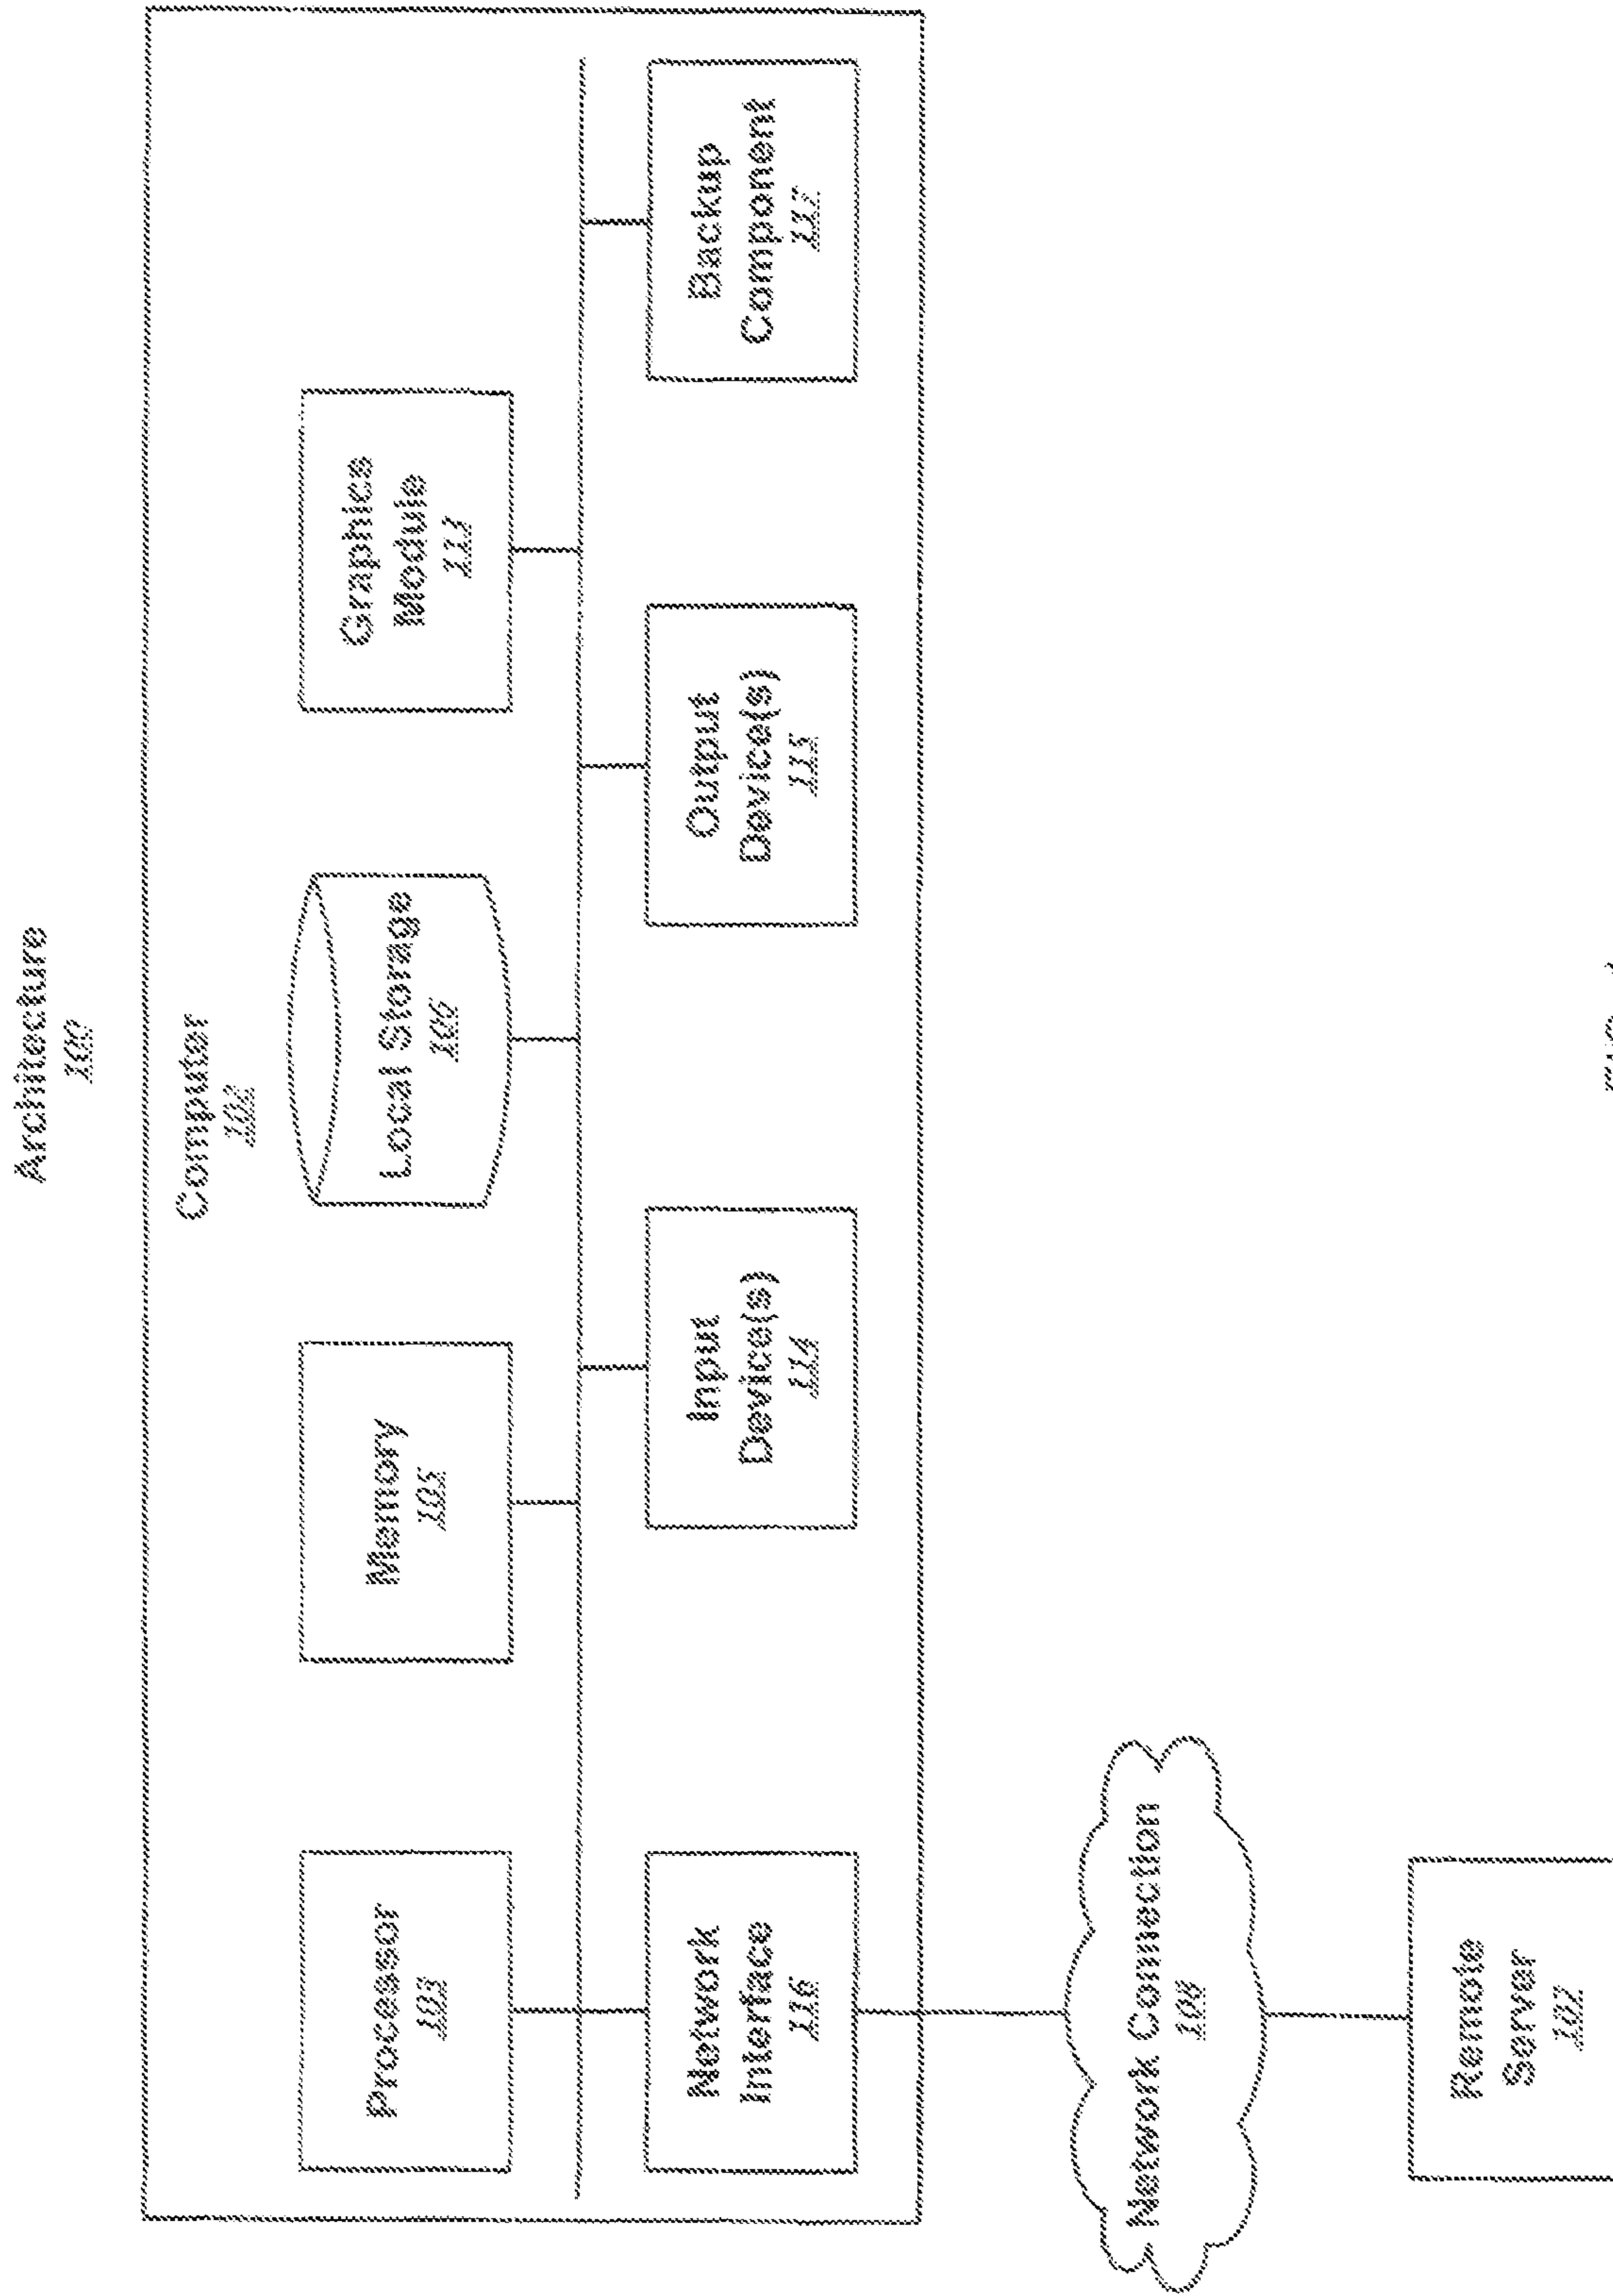 Architecture
100
Computer
102
Processor
103
Memory
105
Local Storage
106
Graphics
Module
113
Network
Interface
116
Input
Device(s)
114
Output
Device(s)
115
Backup
Component
117
Network Connection
108
Remote
Server
107